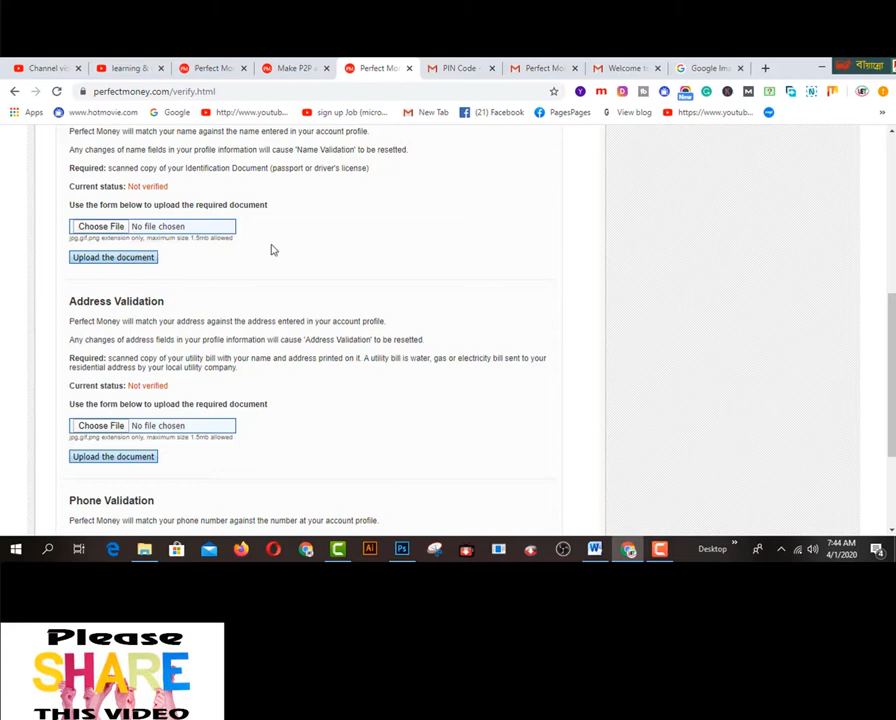 Channel vi
learning &
Perfect Mo
Make P2P
Perfect Mo
PIN Code -
Perfect Mo
Welcome to
Google Ima
বাঁয়ান্নো
perfectmoney.com/verify.html
Apps
www.hotmovie.com
Google
http://www.youtub...
sign up Job (micro
New Tab
(21) Facebook
PagesPages
View blog
https://www.youtub...
New
Perfect Money will match your name against the name entered in your account profile.
Any changes of name fields in your profile information will cause 'Name Validation' to be resetted.
Required: scanned copy of your Identification Document (passport or driver's license)
Current status: Not verified
Use the form below to upload the required document
Choose File No file chosen
jpg,gif,png extension only, maximum size 1.5mb allowed
Upload the document
Address Validation
Perfect Money will match your address against the address entered in your account profile.
Any changes of address fields in your profile information will cause 'Address Validation' to be resetted.
Required: scanned copy of your utility bill with your name and address printed on it. A utility bill is water, gas or electricity bill sent to your
residential address by your local utility company.
Current status: Not verified
Use the form below to upload the required document
Choose File No file chosen
jpg,gif,png extension only, maximum size 1.5mb allowed
Upload the document
Phone Validation
Perfect Money will match your phone number against the number at your account profile.
Desktop
7:44 AM
4/1/2020
4
Please
SHARE
THIS VIDEO